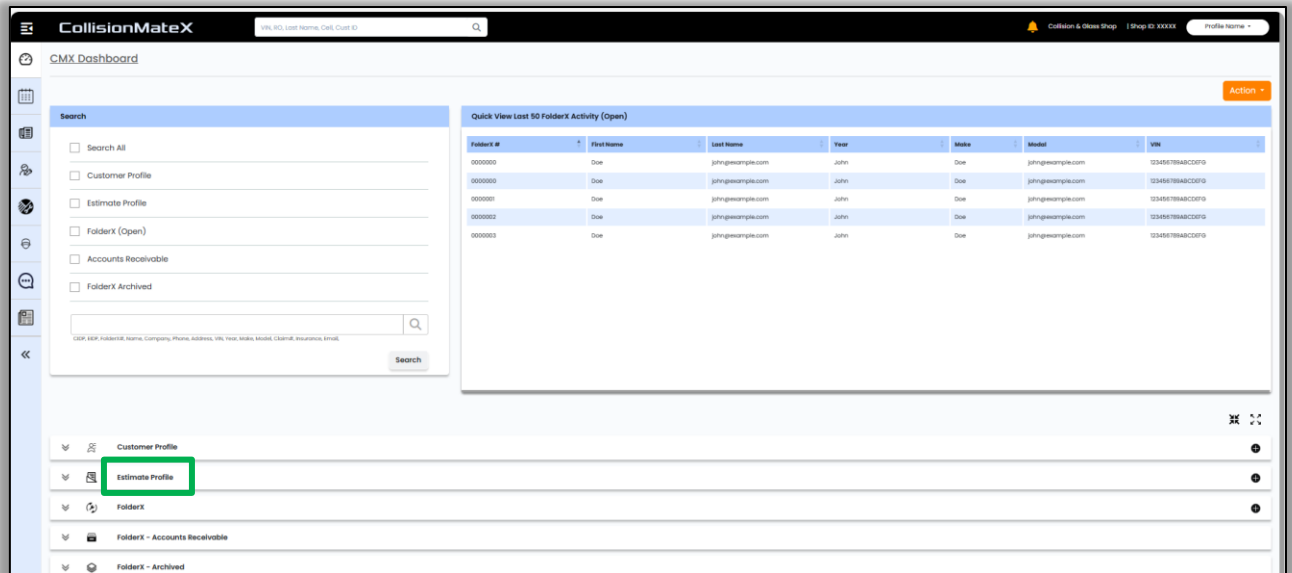 CollisionMateX
VIN, RO, Last Name, Cell, Cust ID
Collision & Glass Shop | Shop ID: XXXXX
Profile Name
CMX Dashboard
Action
Search
Search All
Customer Profile
Estimate Profile
FolderX (Open)
Accounts Receivable
FolderX Archived
CIDP, EIDP, FolderX#, Name, Company, Phone, Address, VIN, Year, Make, Model, Claim#, Insurance, Email,
Search
Quick View Last 50 FolderX Activity (Open)
FolderX # First Name Last Name Year Make Model VIN
0000000 Doe john@example.com John Doe john@example.com 123456789ABCDEFG
0000000 Doe john@example.com John Doe john@example.com 123456789ABCDEFG
0000001 Doe john@example.com John Doe john@example.com 123456789ABCDEFG
0000002 Doe john@example.com John Doe john@example.com 123456789ABCDEFG
0000003 Doe john@example.com John Doe john@example.com 123456789ABCDEFG
Customer Profile
Estimate Profile
FolderX
FolderX - Accounts Receivable
FolderX - Archived